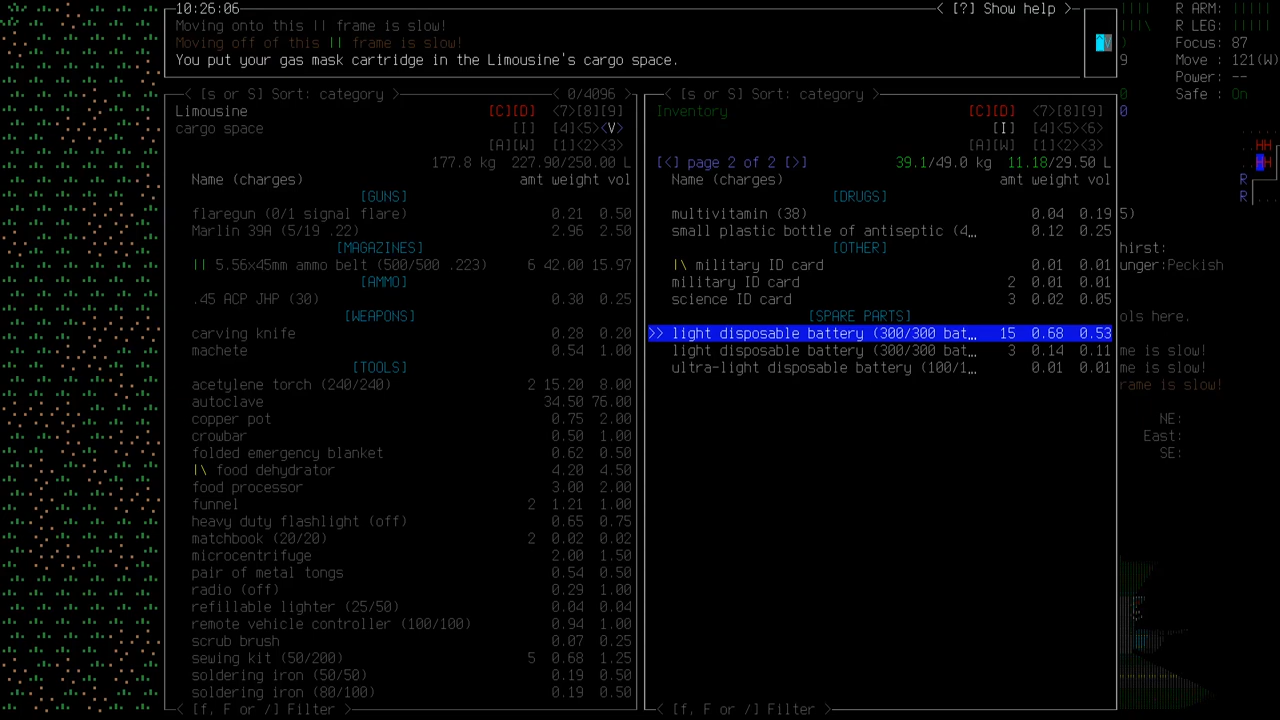 10:26:06
< [?] Show help >
Moving onto this || frame is slow!
Moving off of this || frame is slow!
You put your gas mask cartridge in the Limousine's cargo space.
R ARM:
R LEG:
Focus: 87
Move : 121(W)
Power: --
Safe : On
< [s or S] Sort: category >
< 0/4096 >
Limousine
[C][D] <7>[8][9]
cargo space
[I] [4]<5><V>
[A][W] [1]<2><3>
177.8 kg 227.90/250.00 L
Name (charges) amt weight vol
[GUNS]
flaregun (0/1 signal flare) 0.21 0.50
Marlin 39A (5/19 .22) 2.96 2.50
[MAGAZINES]
|| 5.56x45mm ammo belt (500/500 .223) 6 42.00 15.97
[AMMO]
.45 ACP JHP (30) 0.30 0.25
[WEAPONS]
carving knife 0.28 0.20
machete 0.54 1.00
[TOOLS]
acetylene torch (240/240) 2 15.20 8.00
autoclave 34.50 76.00
copper pot 0.75 2.00
crowbar 0.50 1.00
folded emergency blanket 0.62 0.50
|\ food dehydrator 4.20 4.50
food processor 3.00 2.00
funnel 2 1.21 1.00
heavy duty flashlight (off) 0.65 0.75
matchbook (20/20) 2 0.02 0.02
microcentrifuge 2.00 1.50
pair of metal tongs 0.54 0.50
radio (off) 0.29 1.00
refillable lighter (25/50) 0.04 0.04
remote vehicle controller (100/100) 0.94 1.00
scrub brush 0.07 0.25
sewing kit (50/200) 5 0.68 1.25
soldering iron (50/50) 0.19 0.50
soldering iron (80/100) 0.19 0.50
< [f, F or /] Filter >
< [s or S] Sort: category >
Inventory
[C][D] <7>[8][9]
[I] [4]<5><6>
[A][W] [1]<2><3>
[<] page 2 of 2 [>] 39.1/49.0 kg 11.18/29.50 L
Name (charges) amt weight vol
[DRUGS]
multivitamin (38) 0.04 0.19
small plastic bottle of antiseptic (4… 0.12 0.25
[OTHER]
|\ military ID card 0.01 0.01
military ID card 2 0.01 0.01
science ID card 3 0.02 0.05
[SPARE PARTS]
>> light disposable battery (300/300 bat… 15 0.68 0.53
light disposable battery (300/300 bat… 3 0.14 0.11
ultra-light disposable battery (100/1… 0.01 0.01
< [f, F or /] Filter >
5)
hirst:
unger:Peckish
ols here.
me is slow!
me is slow!
rame is slow!
NE:
East:
SE: